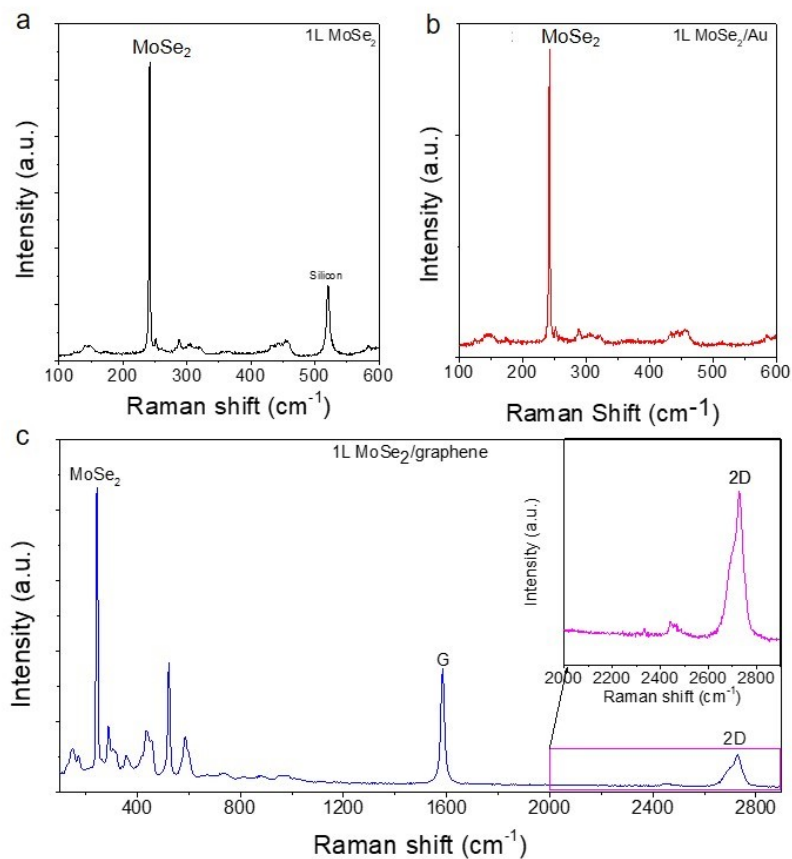 a
1L MoSe₂
MoSe₂
Silicon
Intensity (a.u.)
100 200 300 400 500 600
Raman shift (cm⁻¹)
b
1L MoSe₂/Au
MoSe₂
Intensity (a.u.)
100 200 300 400 500 600
Raman Shift (cm⁻¹)
c
1L MoSe₂/graphene
MoSe₂
G
2D
Intensity (a.u.)
400 800 1200 1600 2000 2400 2800
Raman shift (cm⁻¹)
2D
Intensity (a.u.)
2000 2200 2400 2600 2800
Raman shift (cm⁻¹)